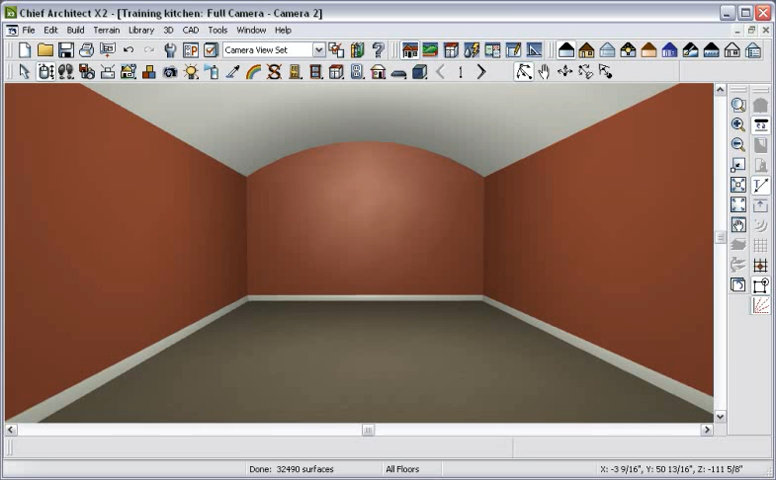 Chief Architect X2 - [Training kitchen: Full Camera - Camera 2]
File Edit Build Terrain Library 3D CAD Tools Window Help
Camera View Set
1
Done: 32490 surfaces All Floors X: -3 9/16", Y: 50 13/16", Z: -111 5/8"